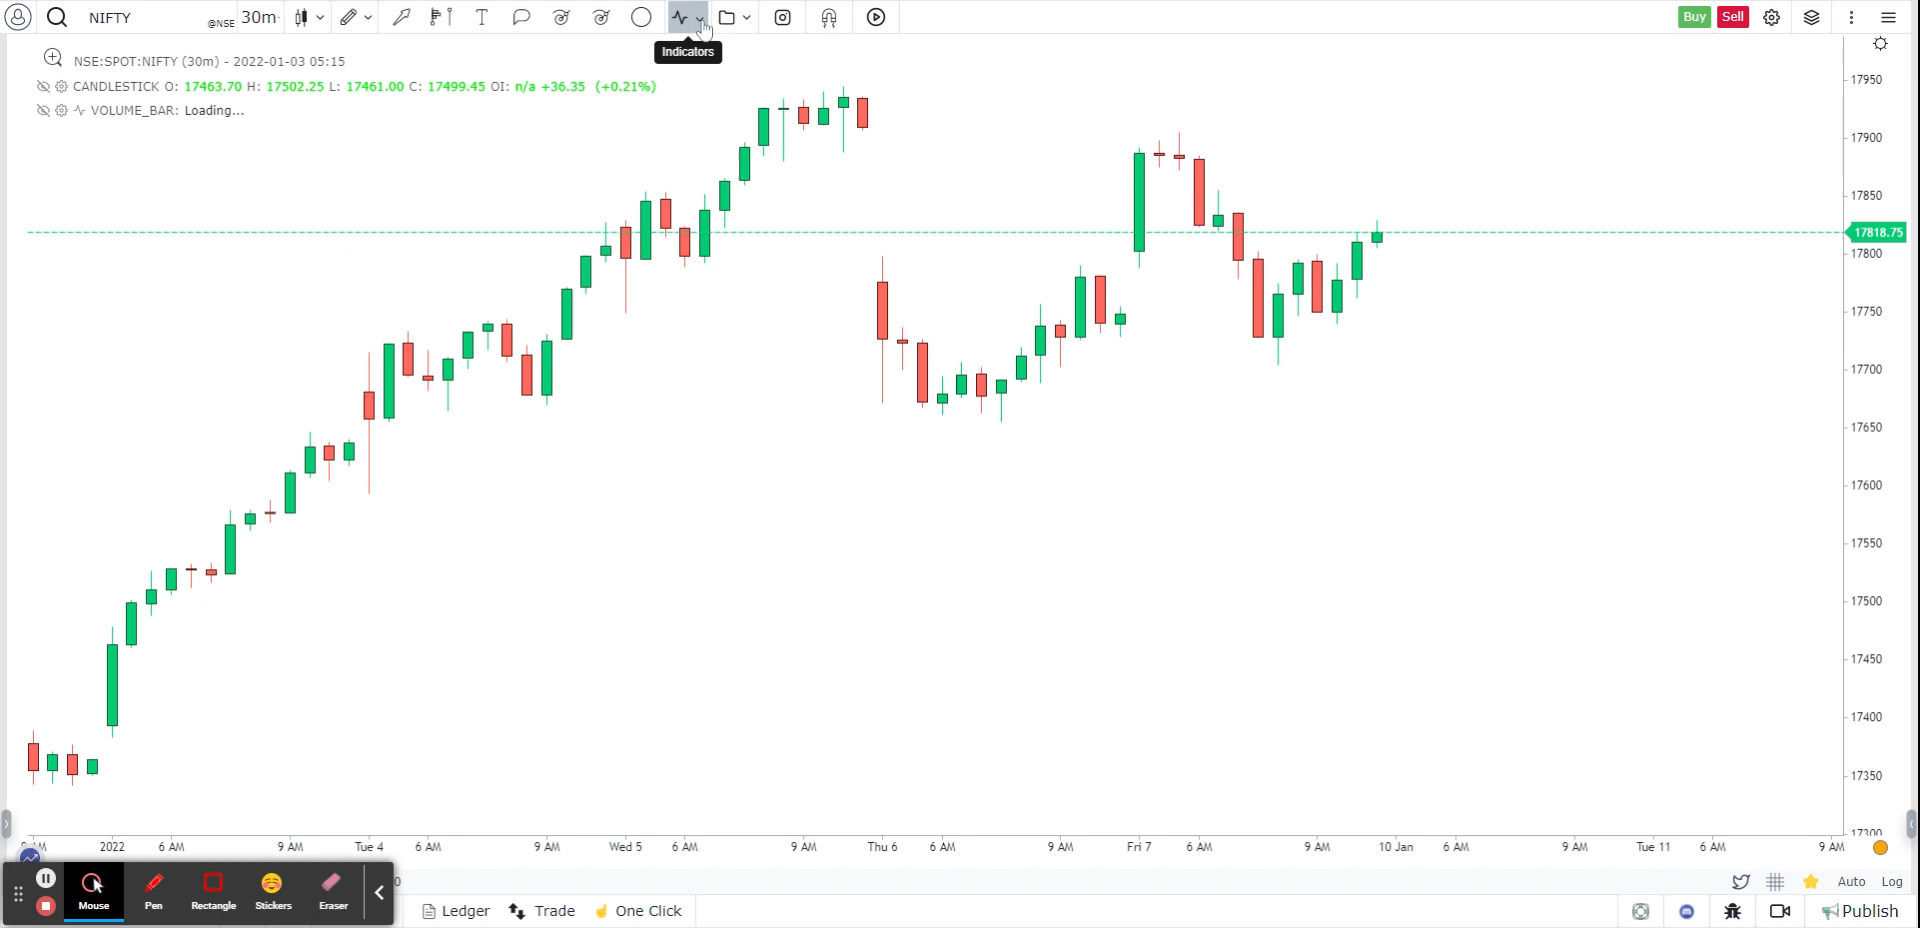 NIFTY @NSE 30m Buy Sell
Indicators
NSE:SPOT:NIFTY (30m) - 2022-01-03 05:15
CANDLESTICK O: 17463.70 H: 17502.25 L: 17461.00 C: 17499.45 OI: n/a +36.35 (+0.21%)
VOLUME_BAR: Loading...
17950
17900
17850
17818.75
17800
17750
17700
17650
17600
17550
17500
17450
17400
17350
17300
2022 6 AM 9 AM Tue 4 6 AM 9 AM Wed 5 6 AM 9 AM Thu 6 6 AM 9 AM Fri 7 6 AM 9 AM 10 Jan 6 AM 9 AM Tue 11 6 AM 9 AM
Auto Log
Mouse Pen Rectangle Stickers Eraser
Ledger Trade One Click Publish